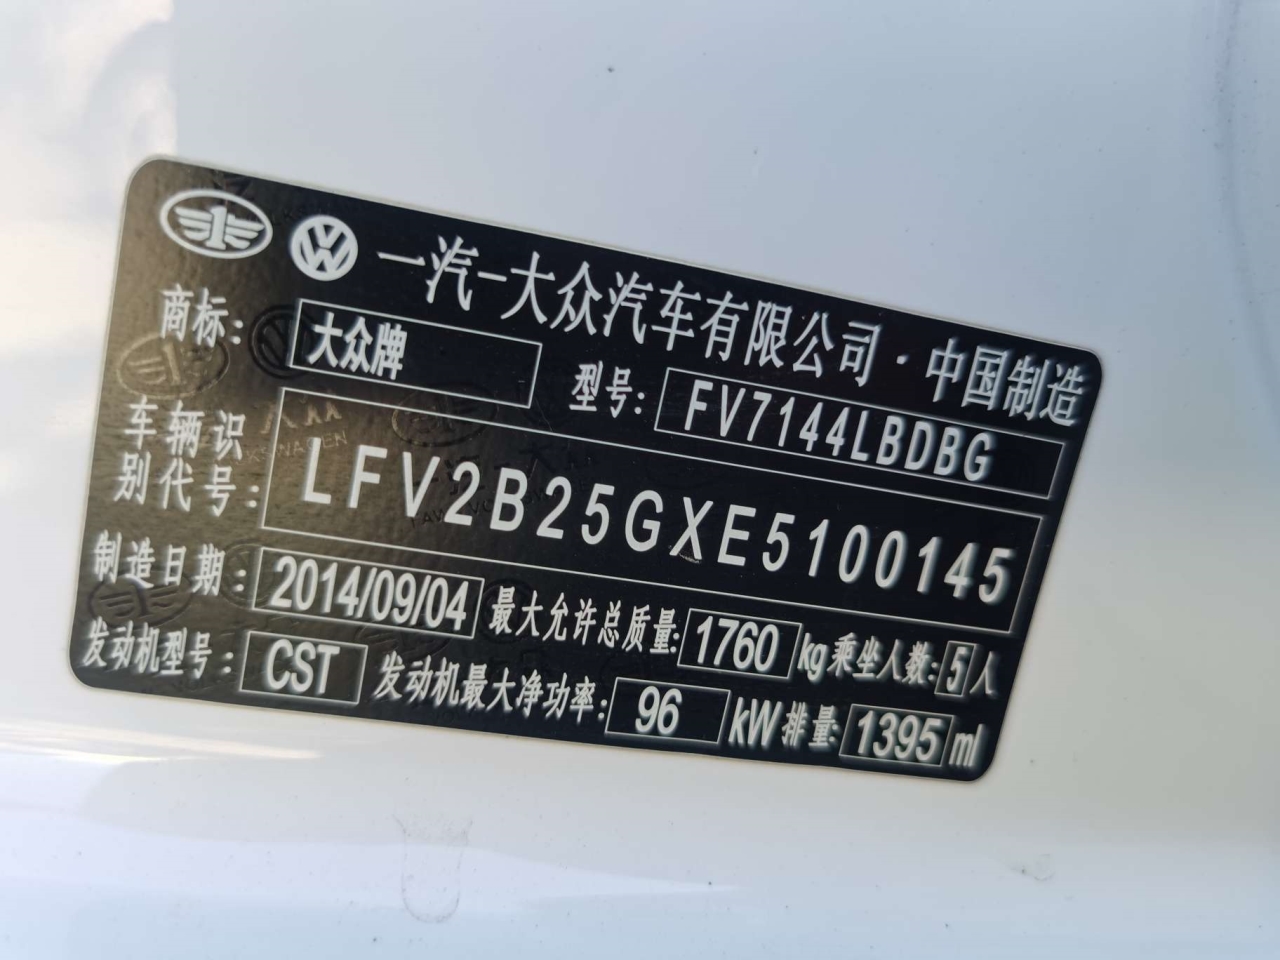 一汽-大众汽车有限公司·中国制造
商标: 大众牌 型号: FV7144LBDBG
车辆识
别代号: LFV2B25GXE5100145
制造日期: 2014/09/04 最大允许总质量: 1760 kg 乘坐人数: 5 人
发动机型号: CST 发动机最大净功率: 96 kW 排量: 1395 ml